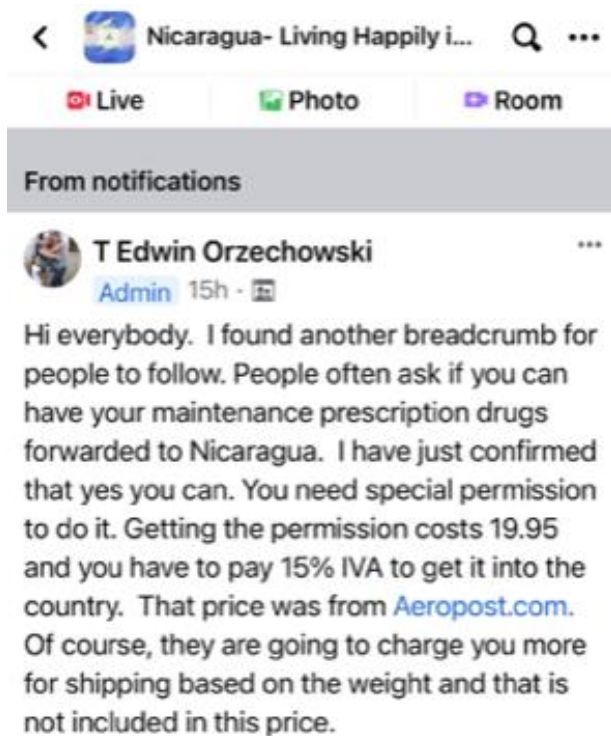 Nicaragua- Living Happily i...
Live
Photo
Room
From notifications
T Edwin Orzechowski
Admin 15h ·
Hi everybody. I found another breadcrumb for
people to follow. People often ask if you can
have your maintenance prescription drugs
forwarded to Nicaragua. I have just confirmed
that yes you can. You need special permission
to do it. Getting the permission costs 19.95
and you have to pay 15% IVA to get it into the
country. That price was from Aeropost.com.
Of course, they are going to charge you more
for shipping based on the weight and that is
not included in this price.